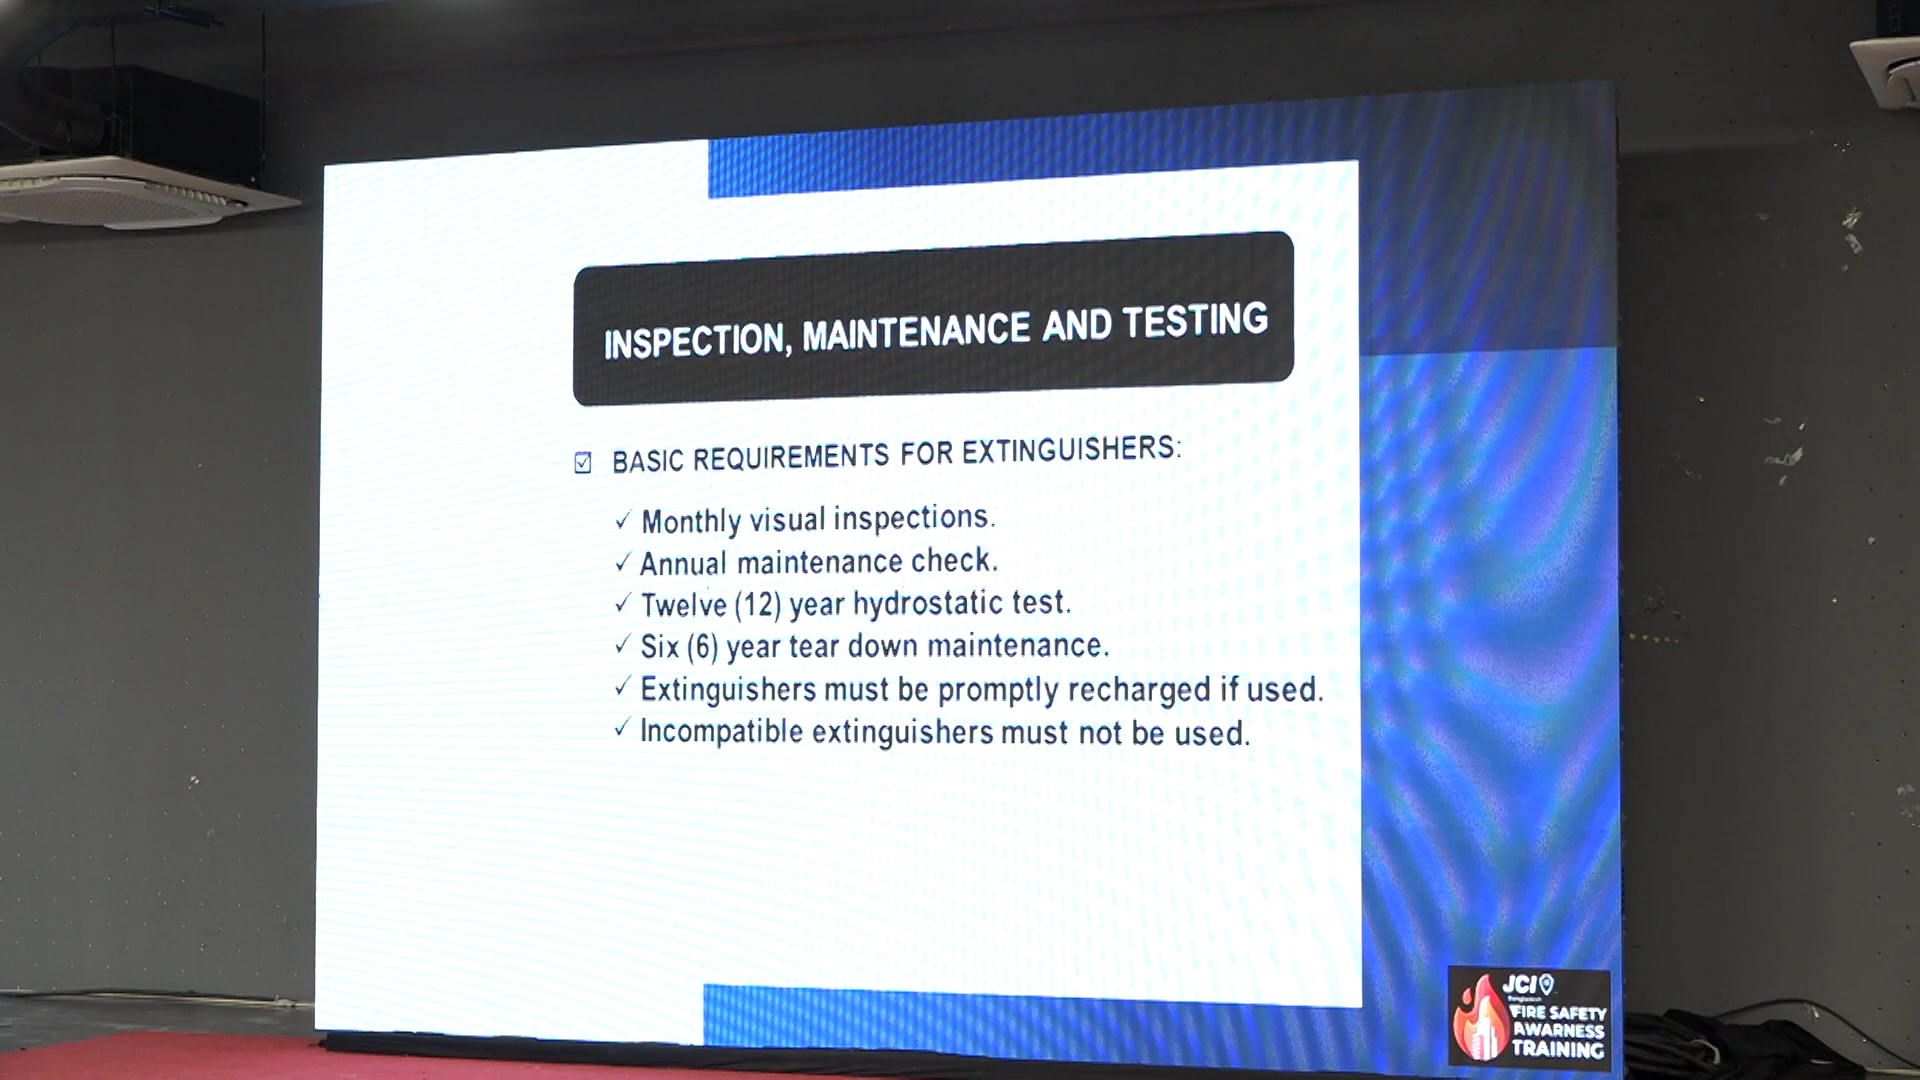 INSPECTION, MAINTENANCE AND TESTING
BASIC REQUIREMENTS FOR EXTINGUISHERS:
Monthly visual inspections.
Annual maintenance check.
Twelve (12) year hydrostatic test.
Six (6) year tear down maintenance.
Extinguishers must be promptly recharged if used.
Incompatible extinguishers must not be used.
JCI
FIRE SAFETY
AWARNESS
TRAINING